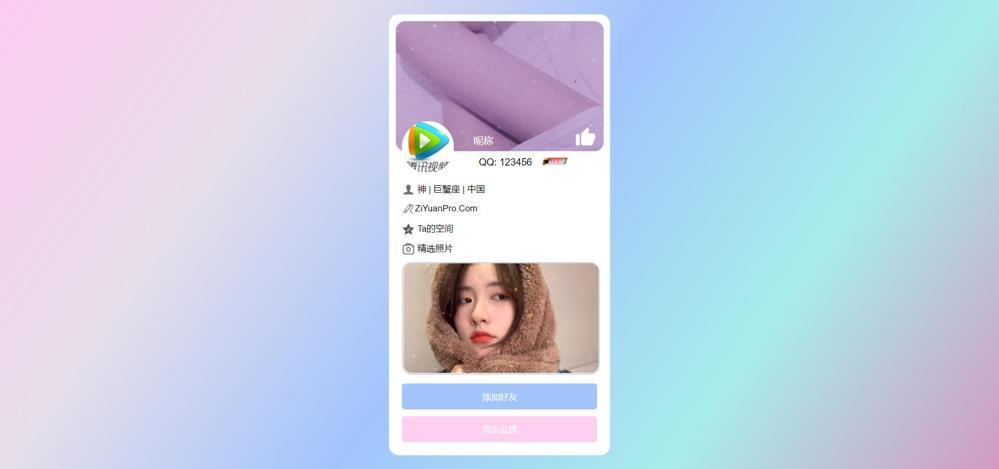 昵称
腾讯视频
QQ: 123456
神 | 巨蟹座 | 中国
ZiYuanPro.Com
Ta的空间
精选照片
添加好友
音乐设置